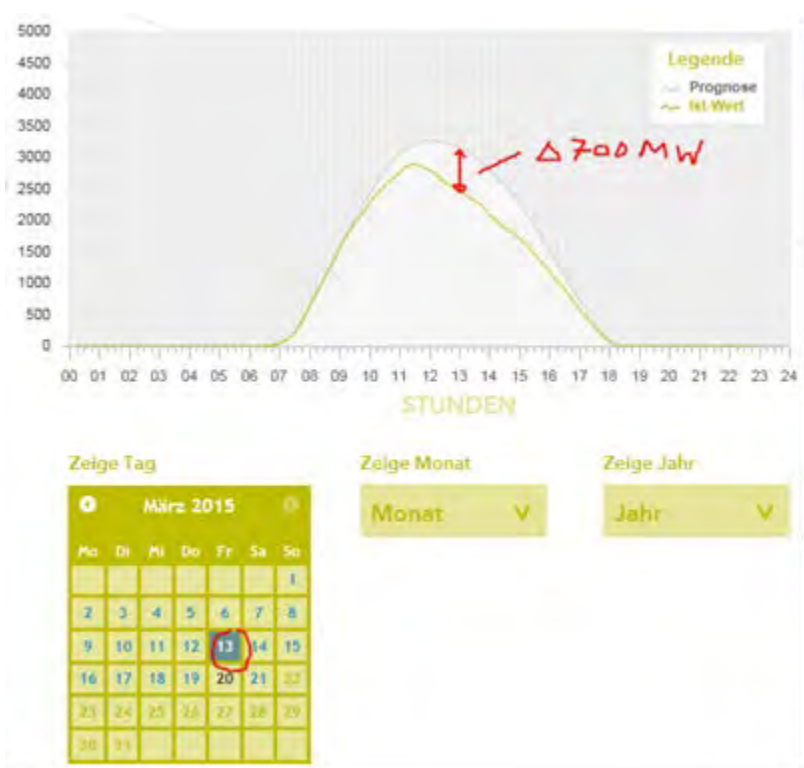 5000
4500
4000
3500
3000
2500
2000
1500
1000
500
0
Legende
Prognose
Ist-Wert
Δ 700 MW
00 01 02 03 04 05 06 07 08 09 10 11 12 13 14 15 16 17 18 19 20 21 22 23 24
STUNDEN
Zeige Tag
Zeige Monat
Zeige Jahr
März 2015
Monat
Jahr
Mo Di Mi Do Fr Sa So
1
2 3 4 5 6 7 8
9 10 11 12 13 14 15
16 17 18 19 20 21 22
23 24 25 26 27 28 29
30 31